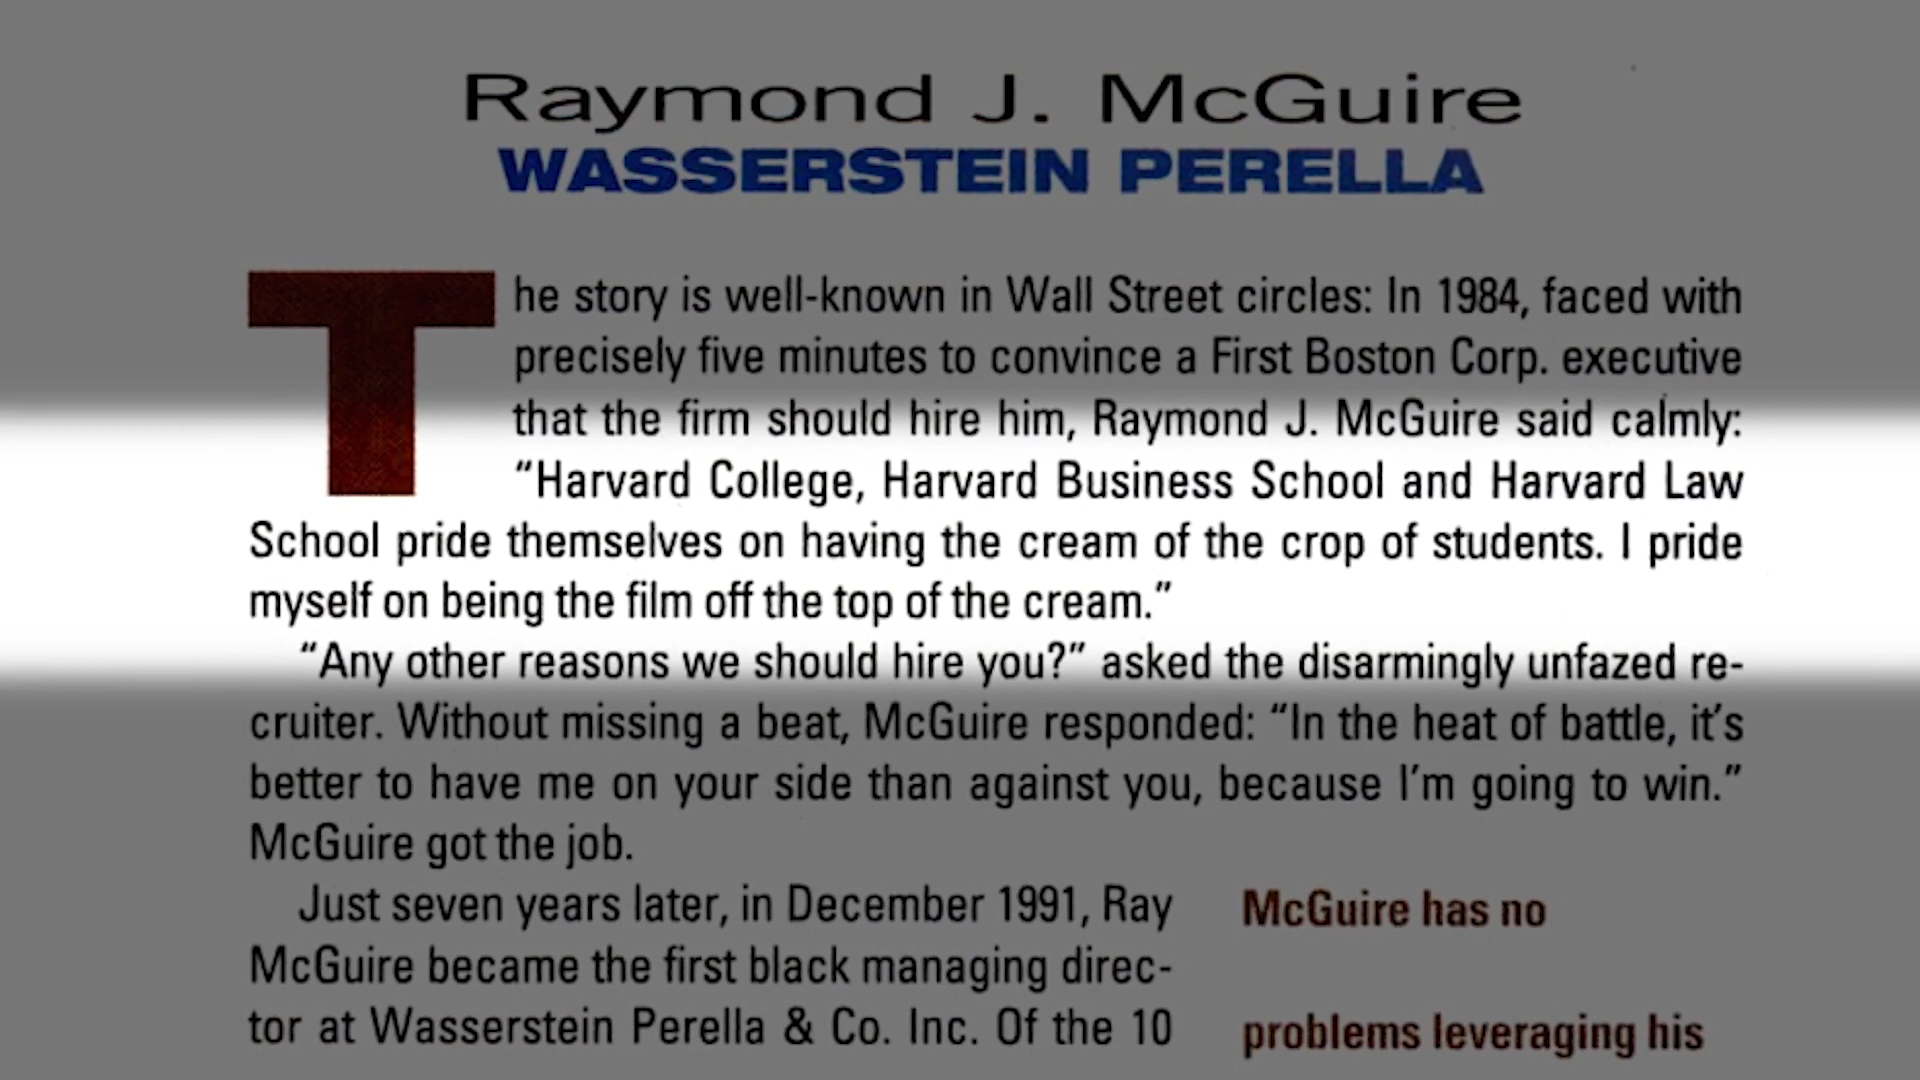 Raymond J. McGuire
WASSERSTEIN PERELLA
The story is well-known in Wall Street circles: In 1984, faced with
precisely five minutes to convince a First Boston Corp. executive
that the firm should hire him, Raymond J. McGuire said calmly:
“Harvard College, Harvard Business School and Harvard Law
School pride themselves on having the cream of the crop of students. I pride
myself on being the film off the top of the cream.”
“Any other reasons we should hire you?” asked the disarmingly unfazed re-
cruiter. Without missing a beat, McGuire responded: “In the heat of battle, it’s
better to have me on your side than against you, because I’m going to win.”
McGuire got the job.
Just seven years later, in December 1991, Ray
McGuire became the first black managing direc-
tor at Wasserstein Perella & Co. Inc. Of the 10
McGuire has no
problems leveraging his